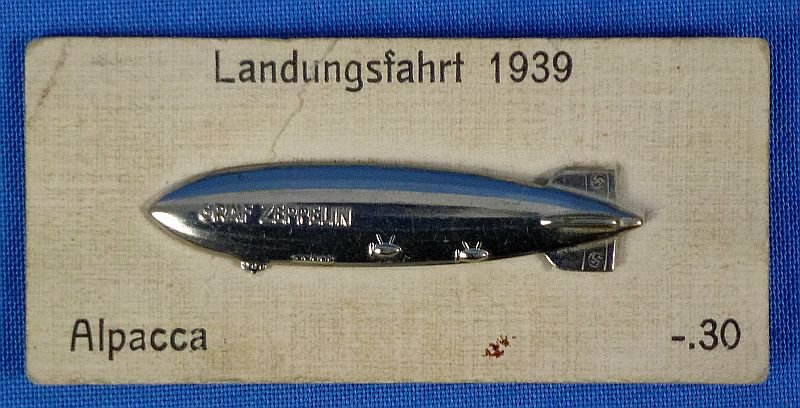 Landungsfahrt 1939
GRAF ZEPPELIN
Alpacca
-.30